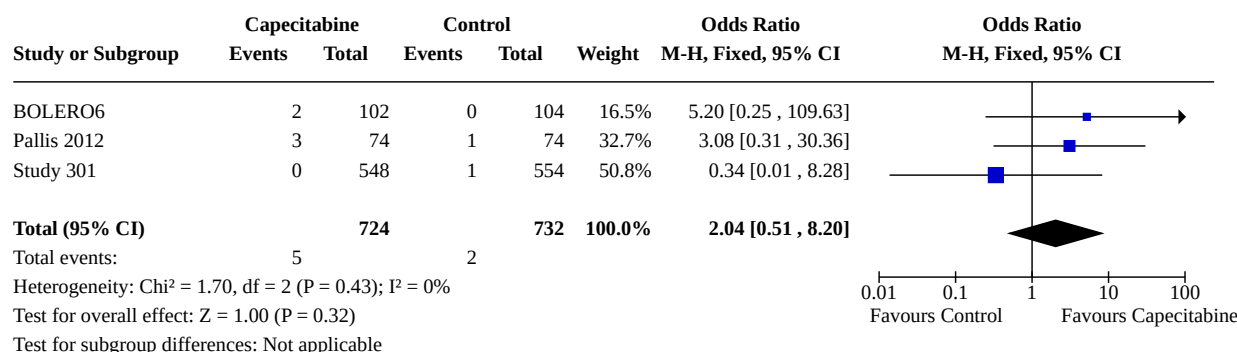 Capecitabine Control Odds Ratio Odds Ratio
Study or Subgroup Events Total Events Total Weight M-H, Fixed, 95% CI M-H, Fixed, 95% CI
BOLERO6 2 102 0 104 16.5% 5.20 [0.25 , 109.63]
Pallis 2012 3 74 1 74 32.7% 3.08 [0.31 , 30.36]
Study 301 0 548 1 554 50.8% 0.34 [0.01 , 8.28]
Total (95% CI) 724 732 100.0% 2.04 [0.51 , 8.20]
Total events: 5 2
Heterogeneity: Chi² = 1.70, df = 2 (P = 0.43); I² = 0%
0.01 0.1 1 10 100
Test for overall effect: Z = 1.00 (P = 0.32)
Favours Control Favours Capecitabine
Test for subgroup differences: Not applicable